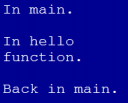 In main.
In hello
function.
Back in main.